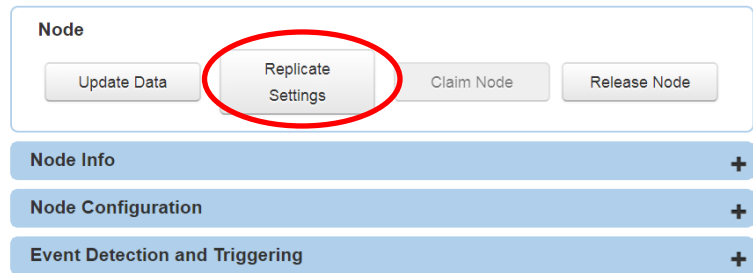 Node
Update Data
Replicate
Settings
Claim Node
Release Node
Node Info
Node Configuration
Event Detection and Triggering